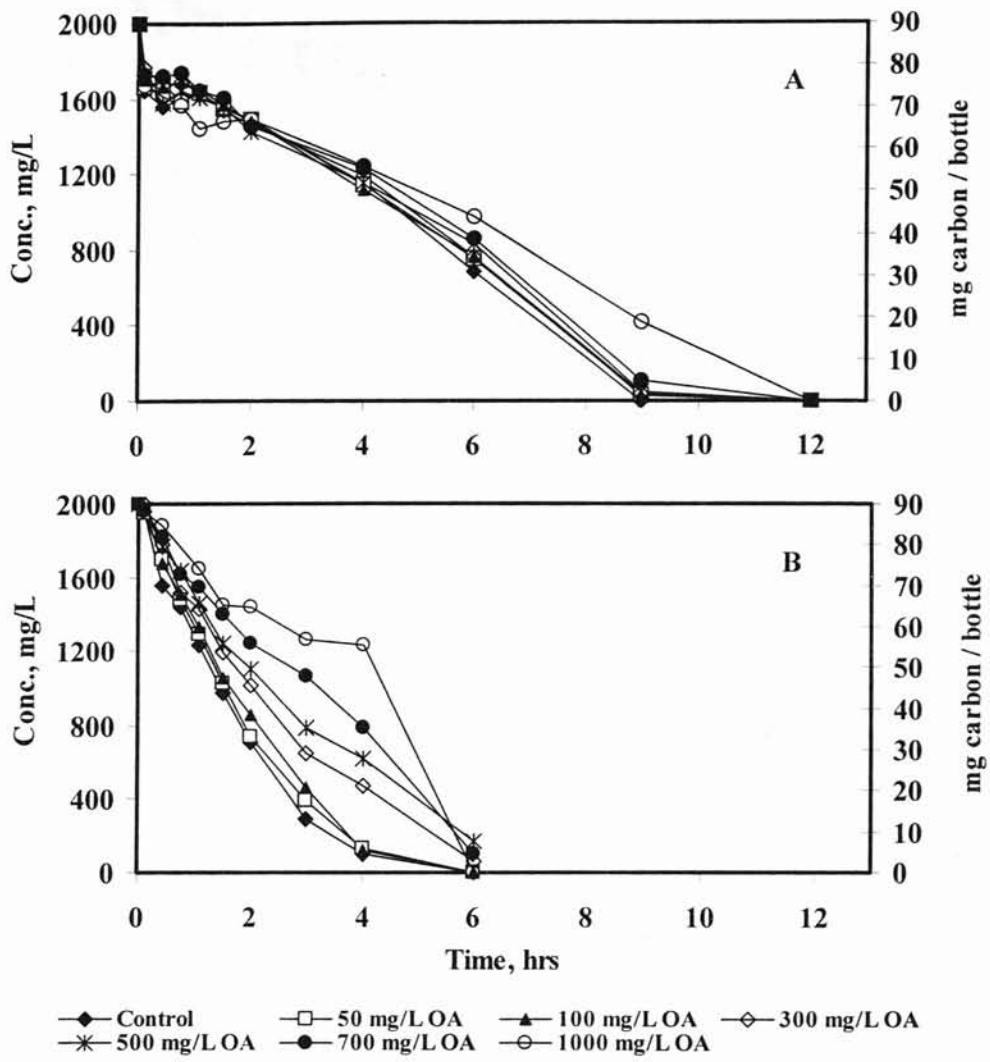 2000
1600
1200
800
400
0
Conc., mg/L
A
90
80
70
60
50
40
30
20
10
0
mg carbon / bottle
0 2 4 6 8 10 12
2000
1600
1200
800
400
0
Conc., mg/L
B
90
80
70
60
50
40
30
20
10
0
mg carbon / bottle
0 2 4 6 8 10 12
Time, hrs
Control 50 mg/L OA 100 mg/L OA 300 mg/L OA
500 mg/L OA 700 mg/L OA 1000 mg/L OA